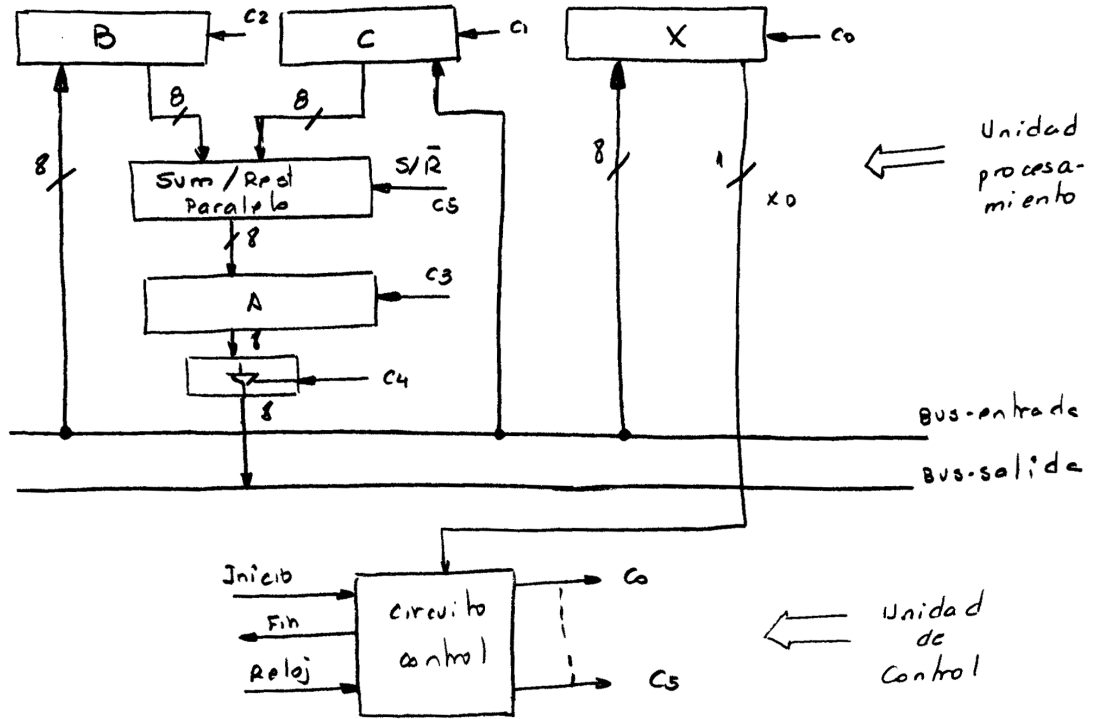 B
C2
C
C1
X
C0
8
8
8
Sum/Rest
Paralelo
S/R̅
C5
8
1
X0
Unidad
procesa-
miento
8
A
C3
8
C4
8
Bus-entrada
Bus-salida
Inicio
Fin
Reloj
Circuito
control
C0
C5
Unidad
de
Control